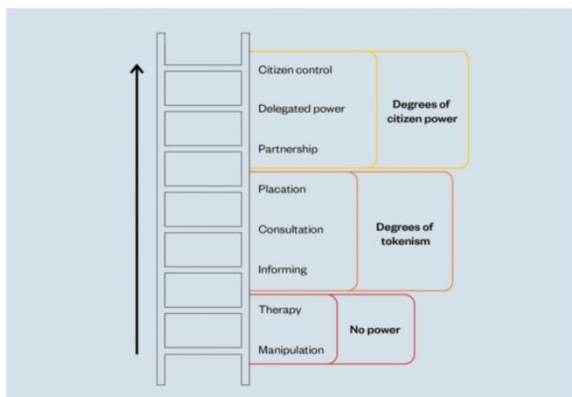 Citizen control
Delegated power
Partnership
Degrees of
citizen power
Placation
Consultation
Informing
Degrees of
tokenism
Therapy
Manipulation
No power